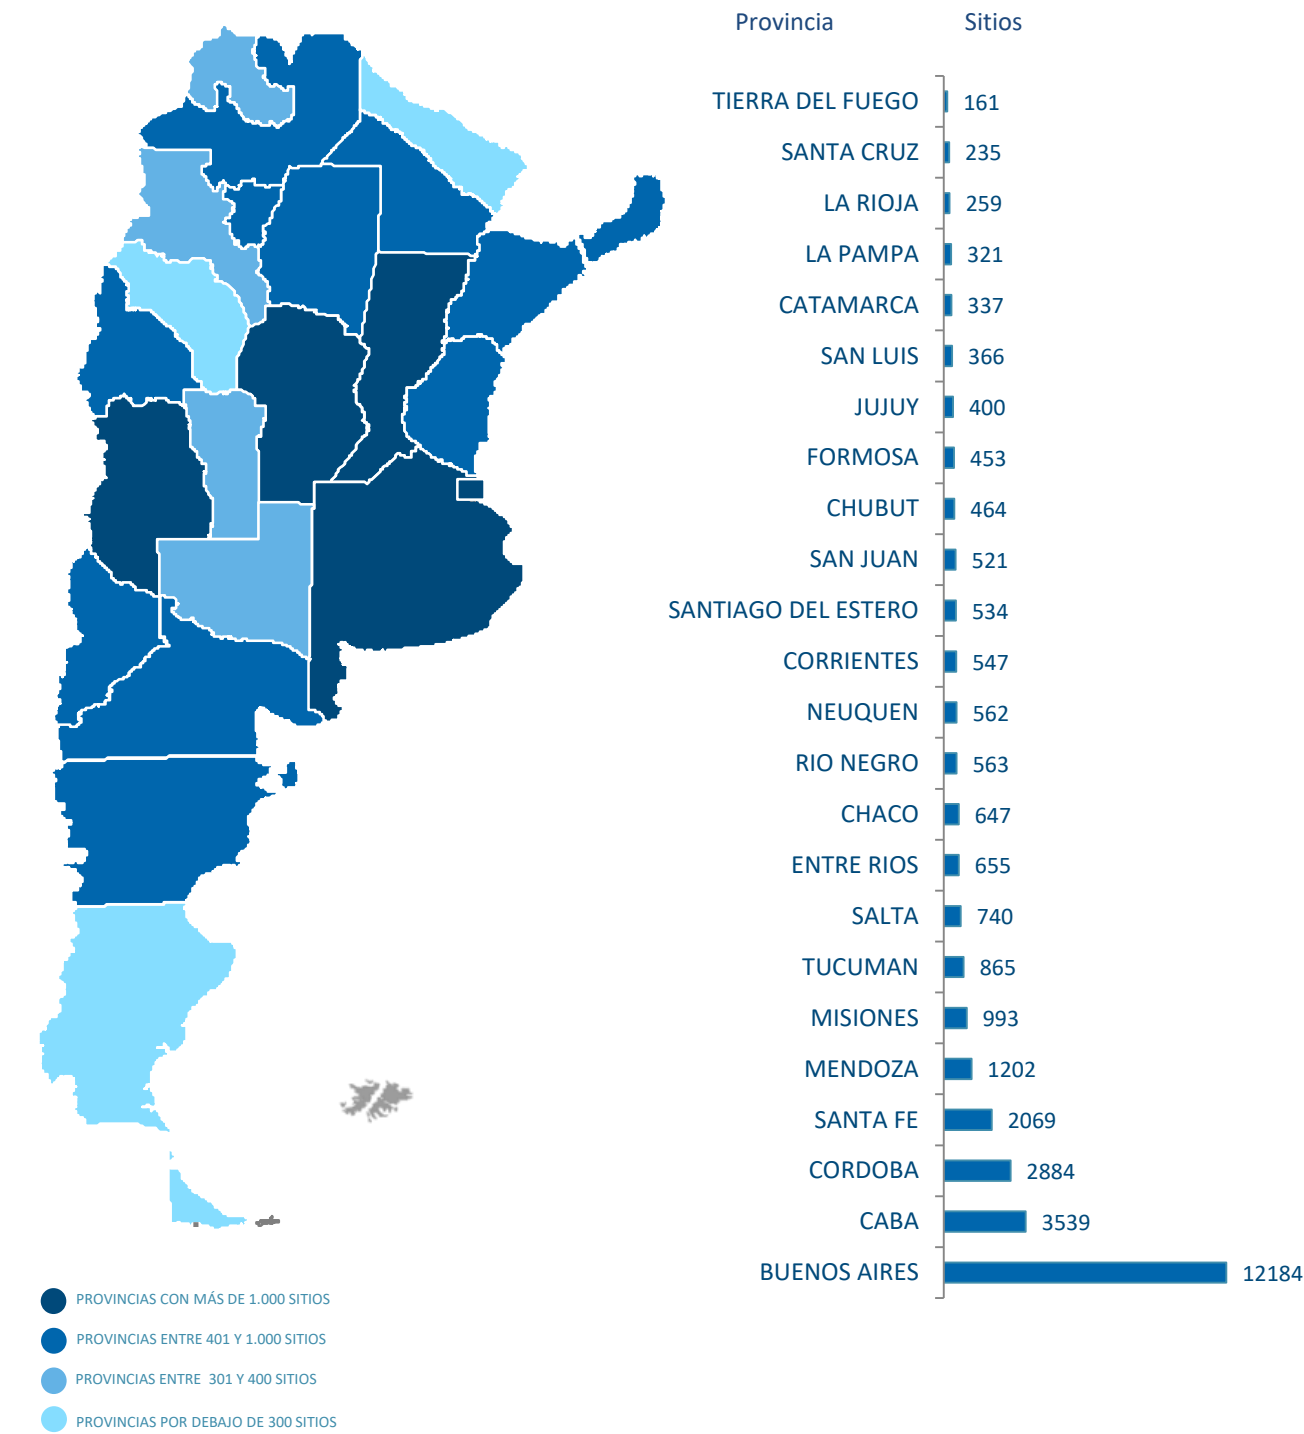 Provincia Sitios
TIERRA DEL FUEGO 161
SANTA CRUZ 235
LA RIOJA 259
LA PAMPA 321
CATAMARCA 337
SAN LUIS 366
JUJUY 400
FORMOSA 453
CHUBUT 464
SAN JUAN 521
SANTIAGO DEL ESTERO 534
CORRIENTES 547
NEUQUEN 562
RIO NEGRO 563
CHACO 647
ENTRE RIOS 655
SALTA 740
TUCUMAN 865
MISIONES 993
MENDOZA 1202
SANTA FE 2069
CORDOBA 2884
CABA 3539
BUENOS AIRES 12184
PROVINCIAS CON MÁS DE 1.000 SITIOS
PROVINCIAS ENTRE 401 Y 1.000 SITIOS
PROVINCIAS ENTRE 301 Y 400 SITIOS
PROVINCIAS POR DEBAJO DE 300 SITIOS